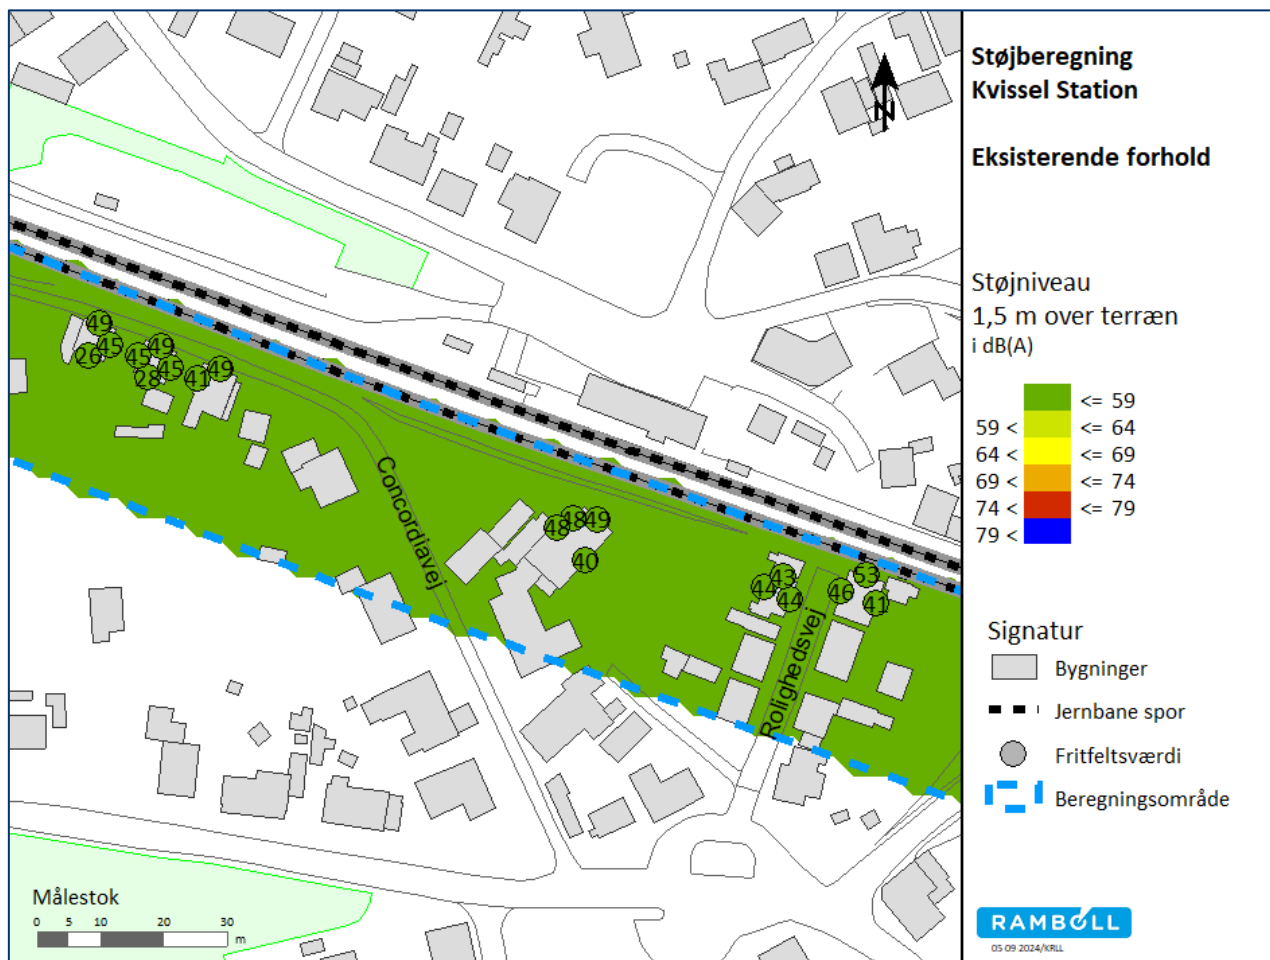 Støjberegning
Kvissel Station
Eksisterende forhold
N
Støjniveau
1,5 m over terræn
i dB(A)
<= 59
59 < <= 64
64 < <= 69
69 < <= 74
74 < <= 79
79 <
Signatur
Bygninger
Jernbane spor
Fritfeltsværdi
Beregningsområde
RAMBOLL
05 09 2024/KRLL
49
45
26
49
45
45
28
41
49
Concordiavej
48
48
49
40
43
44
44
53
46
41
Rolighedsvej
Målestok
0 5 10 20 30
m